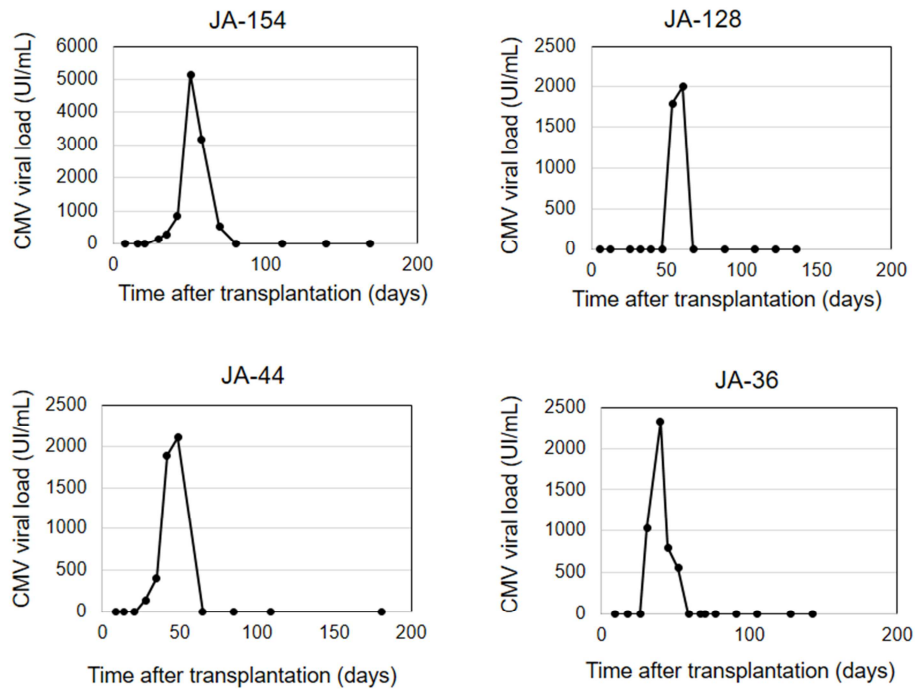 JA-154
CMV viral load (UI/mL)
6000
5000
4000
3000
2000
1000
0
0 100 200
Time after transplantation (days)
JA-128
CMV viral load (UI/mL)
2500
2000
1500
1000
500
0
0 50 100 150 200
Time after transplantation (days)
JA-44
CMV viral load (UI/mL)
2500
2000
1500
1000
500
0
0 50 100 150 200
Time after transplantation (days)
JA-36
CMV viral load (UI/mL)
2500
2000
1500
1000
500
0
0 100 200
Time after transplantation (days)